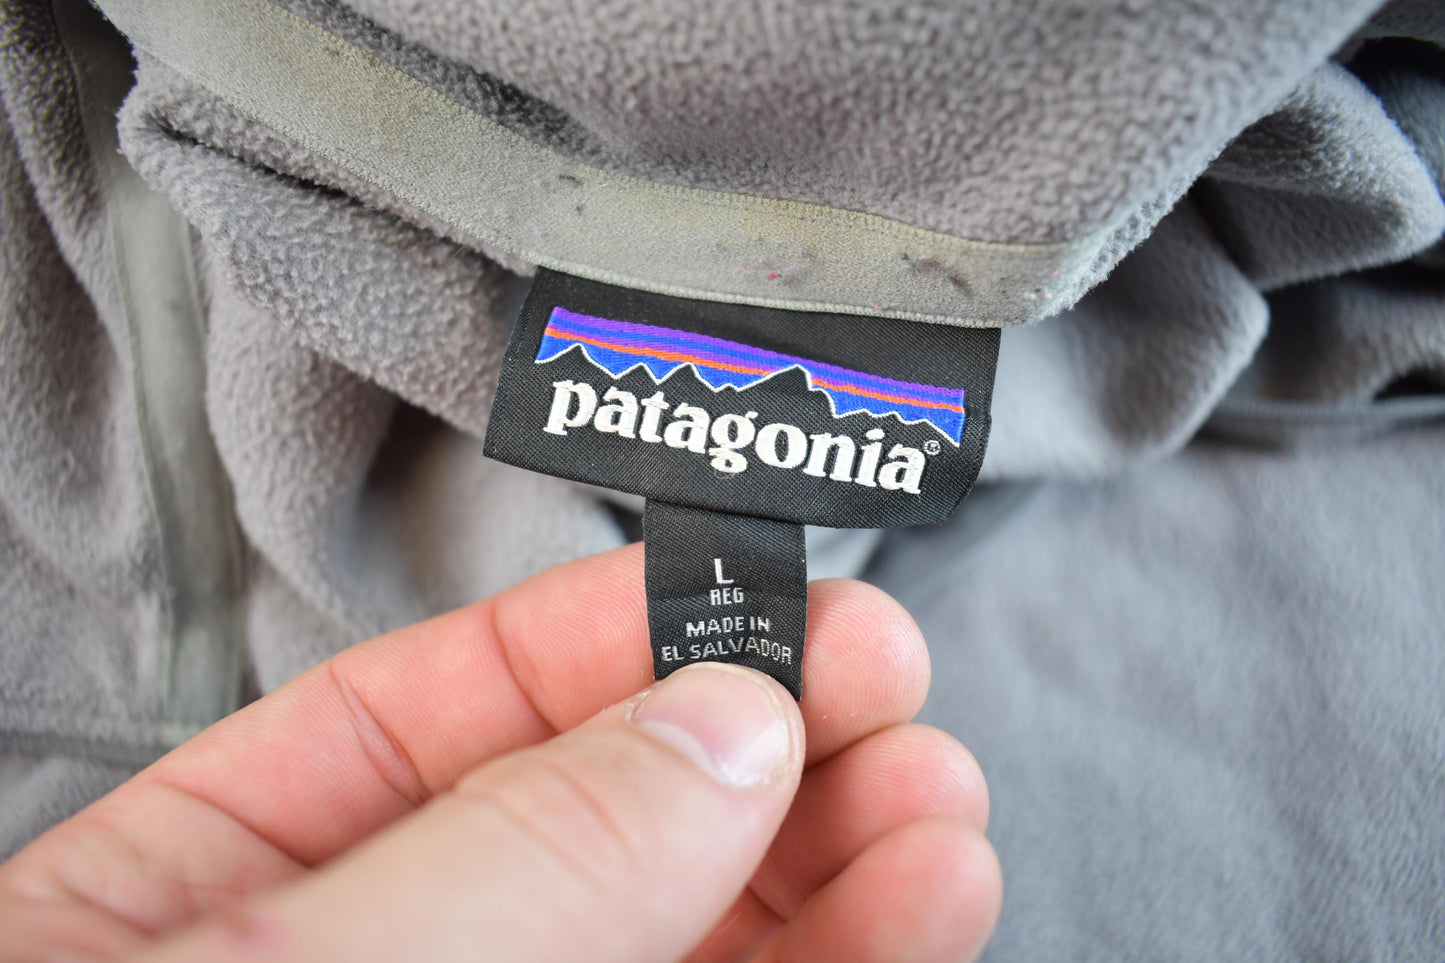 patagonia®
L
REG
MADE IN
EL SALVADOR